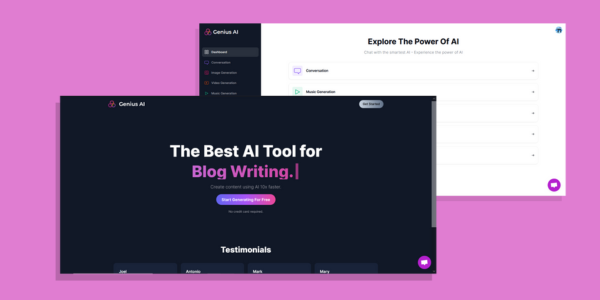 Genius AI
Explore The Power Of AI
Chat with the smartest AI - Experience the power of AI
Dashboard
Conversation
Image Generation
Video Generation
Music Generation
Conversation
Music Generation
Genius AI
Get Started
The Best AI Tool for
Blog Writing.
Create content using AI 10x faster.
Start Generating For Free
No credit card required.
Testimonials
Joel
Antonio
Mark
Mary